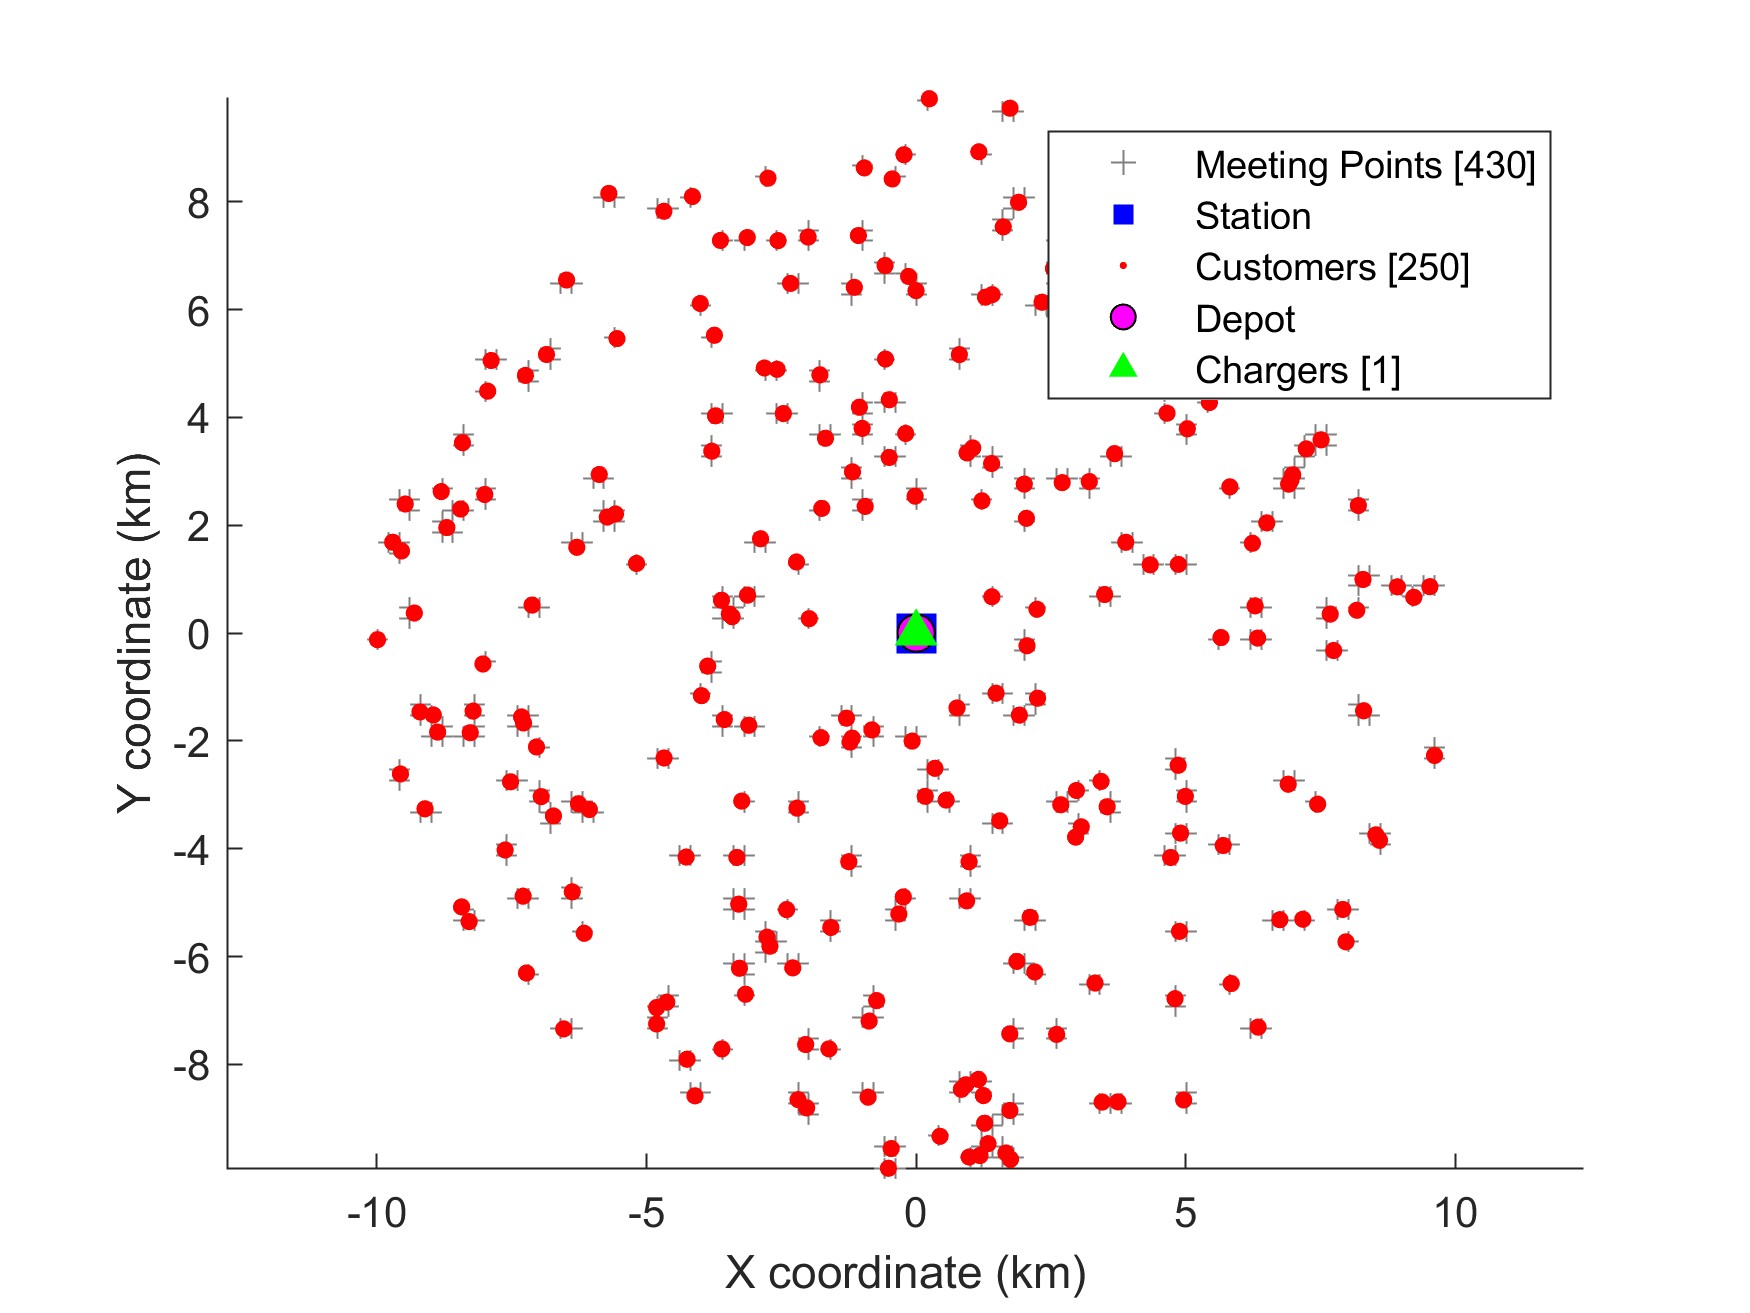 Meeting Points [430]
Station
Customers [250]
Depot
Chargers [1]
8
6
4
2
0
-2
-4
-6
-8
Y coordinate (km)
-10
-5
0
5
10
X coordinate (km)